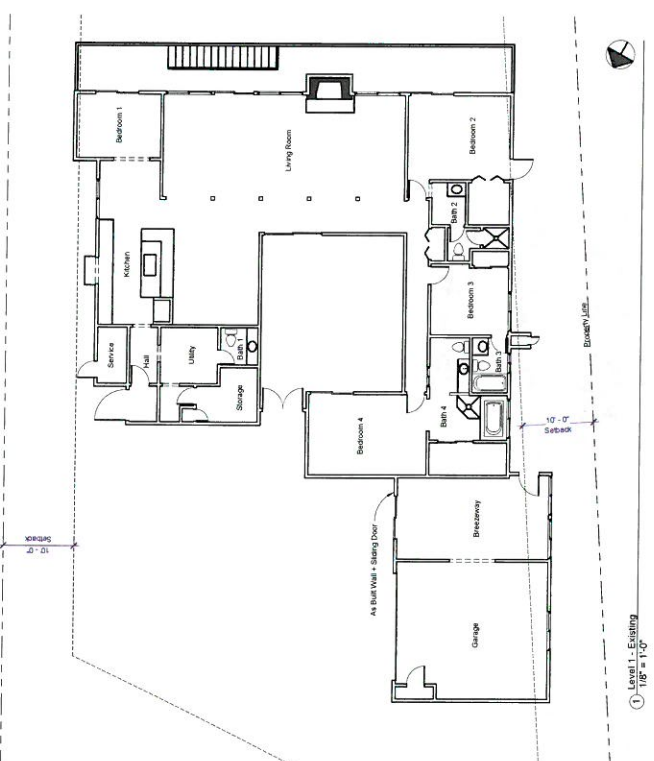 Bedroom 1
Living Room
Bedroom 2
Bath 2
Kitchen
Bedroom 3
Service
Hall
Utility
Bath 1
Storage
Bath 3
Bath 4
Bedroom 4
Property Line
10' - 0"
Setback
10' - 0"
Setback
As Built Wall + Sliding Door
Breezeway
Garage
1
Level 1 - Existing
1/8" = 1'-0"